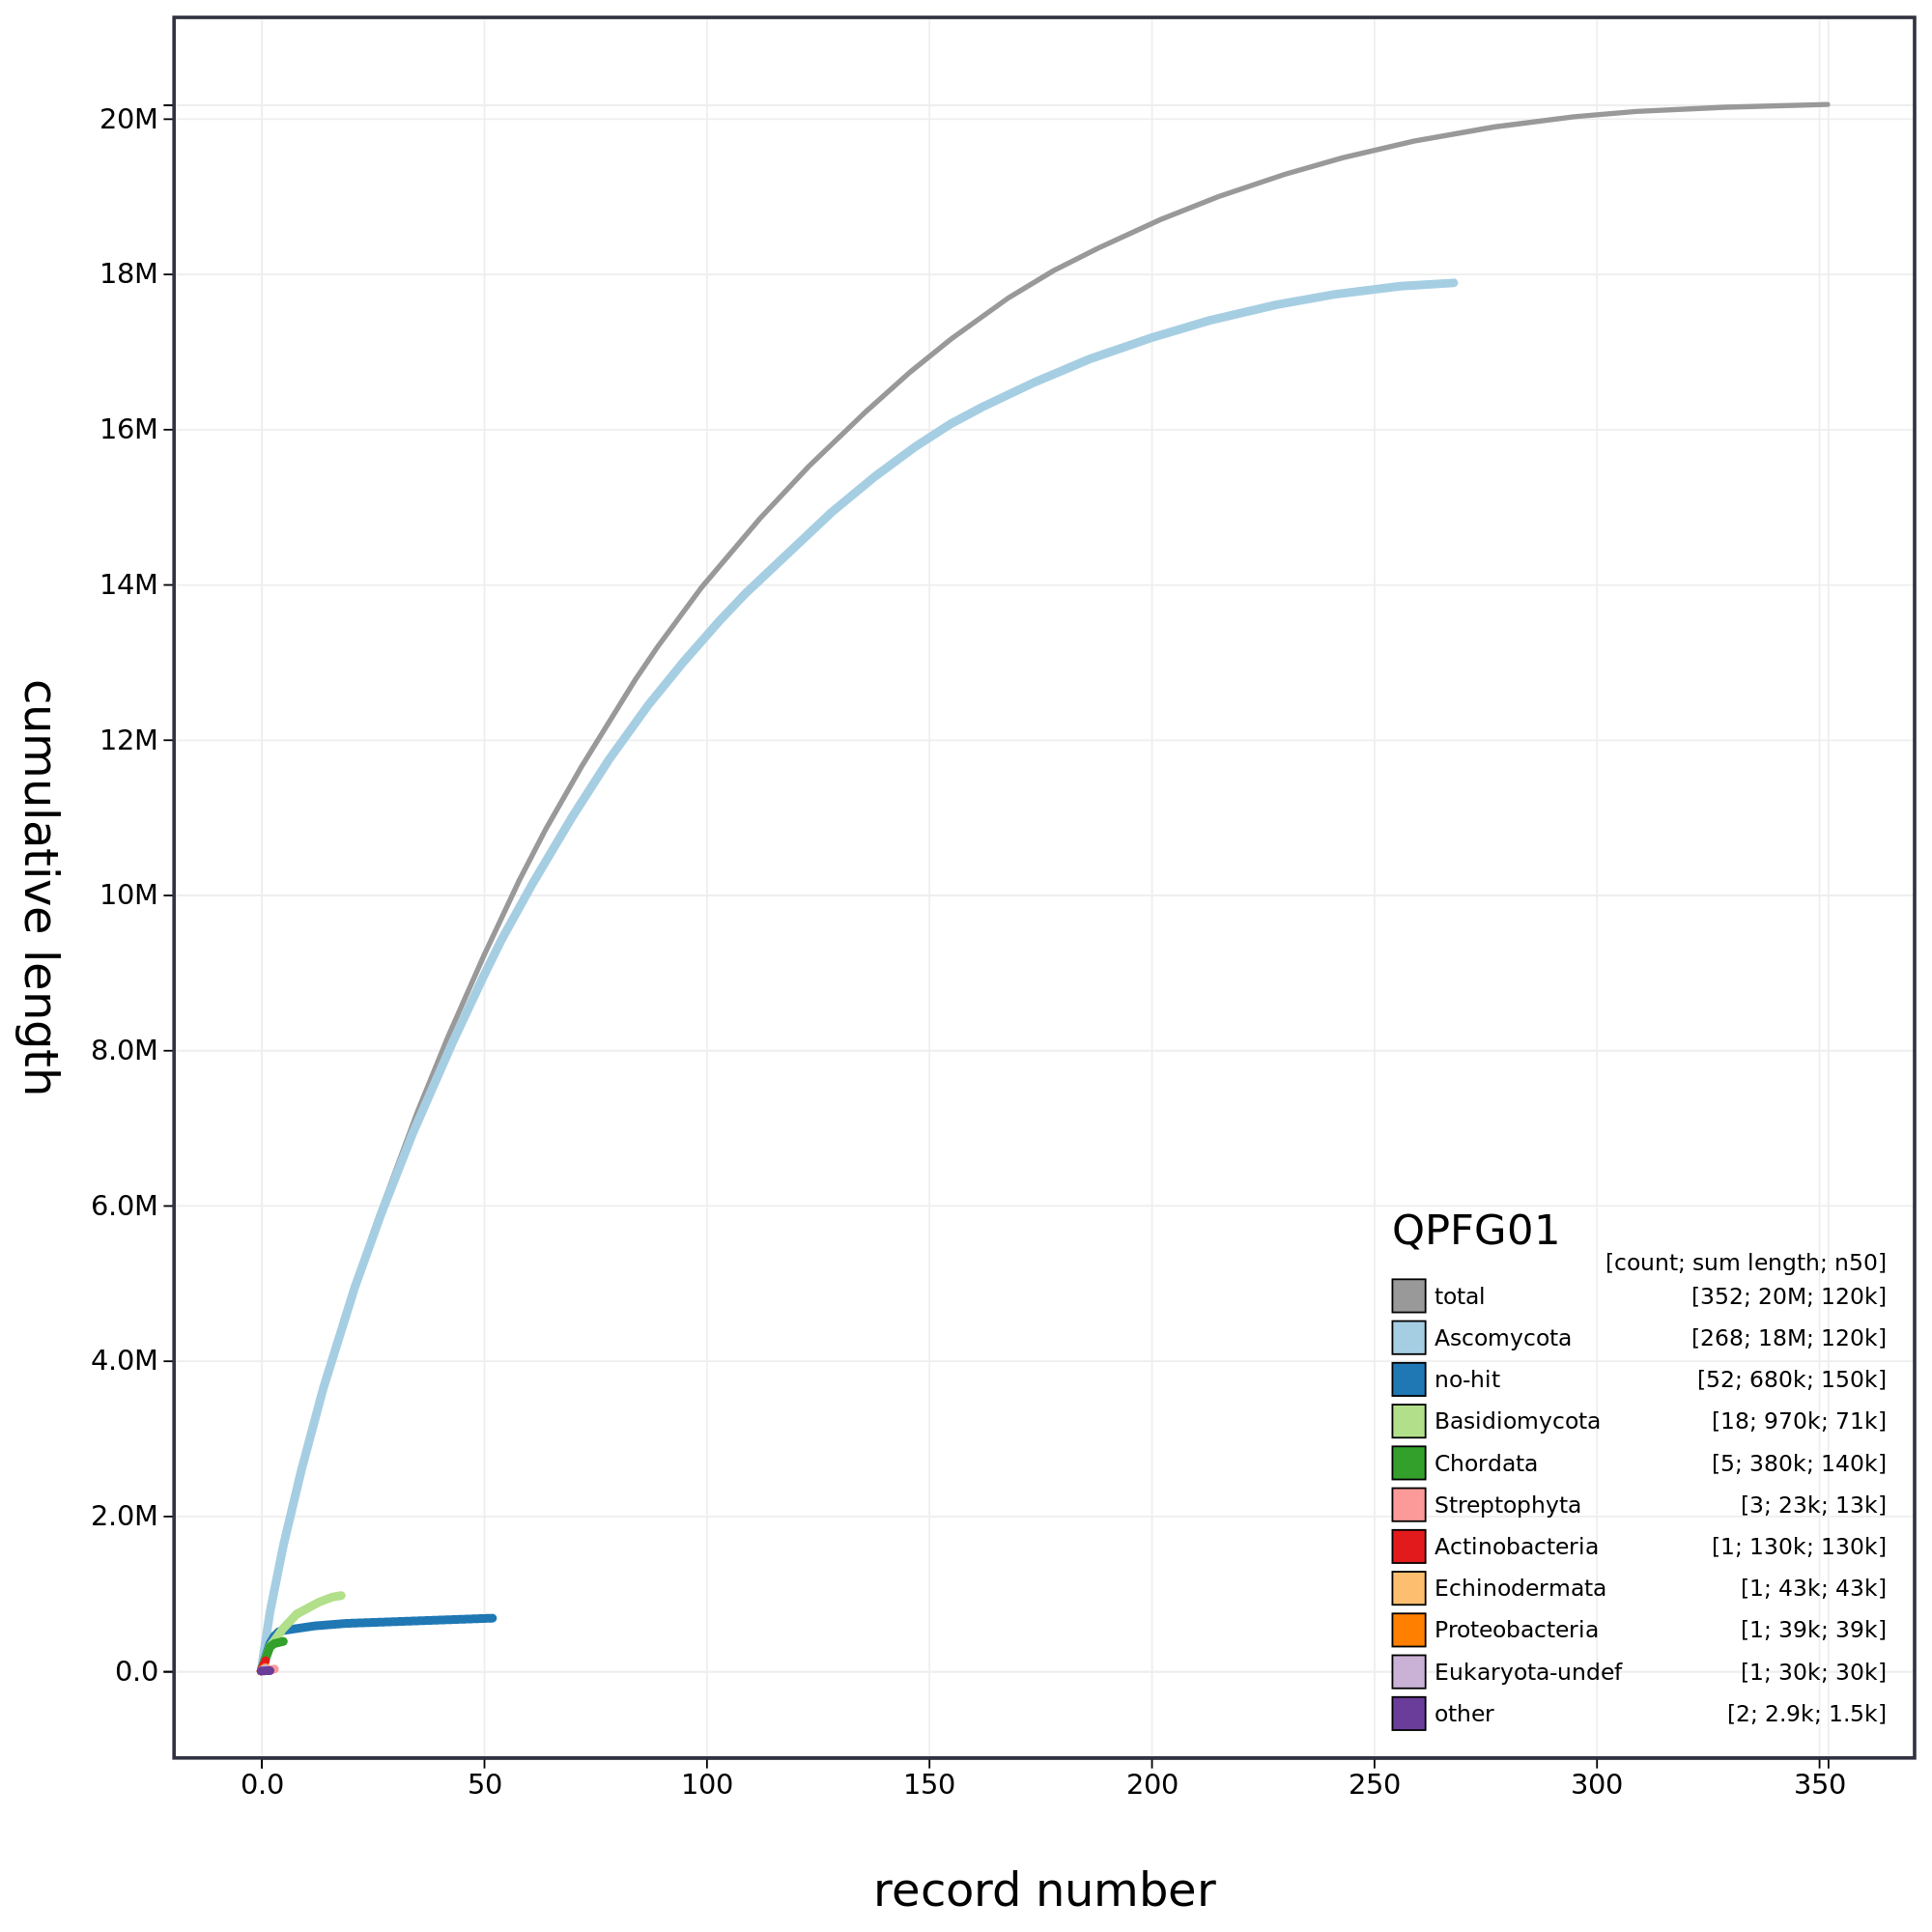 cumulative length
20M
18M
16M
14M
12M
10M
8.0M
6.0M
4.0M
2.0M
0.0
QPFG01
[count; sum length; n50]
total [352; 20M; 120k]
Ascomycota [268; 18M; 120k]
no-hit [52; 680k; 150k]
Basidiomycota [18; 970k; 71k]
Chordata [5; 380k; 140k]
Streptophyta [3; 23k; 13k]
Actinobacteria [1; 130k; 130k]
Echinodermata [1; 43k; 43k]
Proteobacteria [1; 39k; 39k]
Eukaryota-undef [1; 30k; 30k]
other [2; 2.9k; 1.5k]
0.0 50 100 150 200 250 300 350
record number